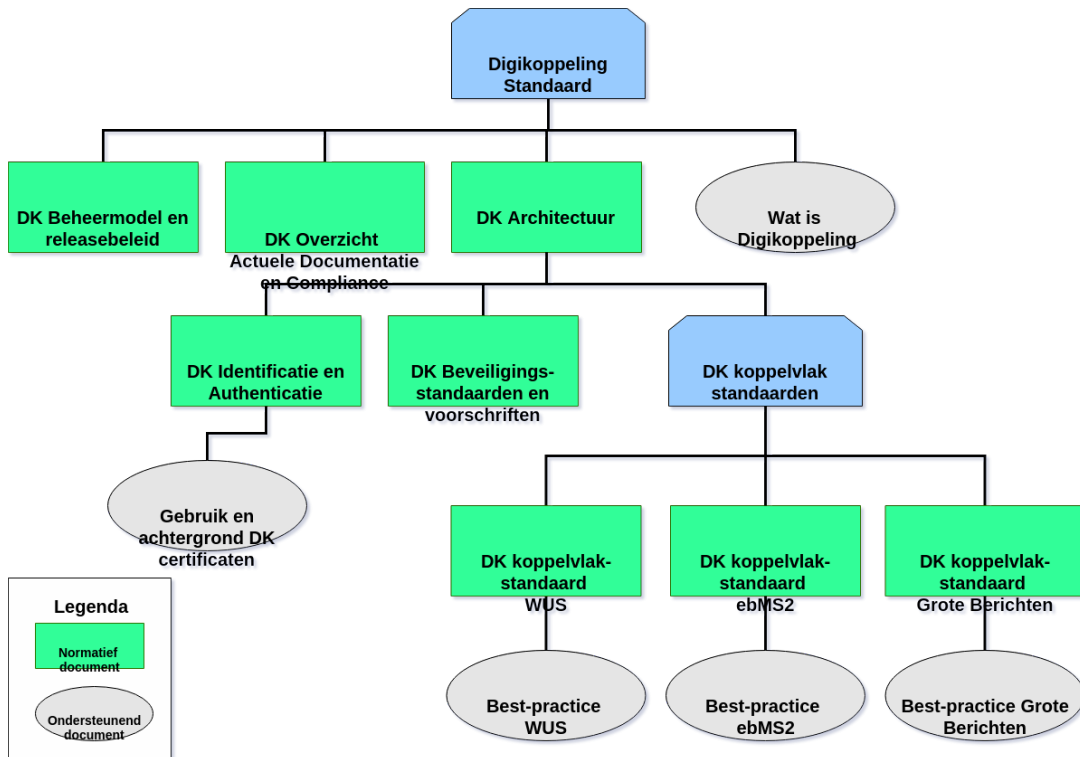 Digikoppeling
Standaard
DK Beheermodel en
releasebeleid
DK Overzicht
Actuele Documentatie
en Compliance
DK Architectuur
Wat is
Digikoppeling
DK Identificatie en
Authenticatie
DK Beveiligings-
standaarden en
voorschriften
DK koppelvlak
standaarden
Gebruik en
achtergrond DK
certificaten
DK koppelvlak-
standaard
WUS
DK koppelvlak-
standaard
ebMS2
DK koppelvlak-
standaard
Grote Berichten
Legenda
Normatief
document
Ondersteunend
document
Best-practice
WUS
Best-practice
ebMS2
Best-practice Grote
Berichten